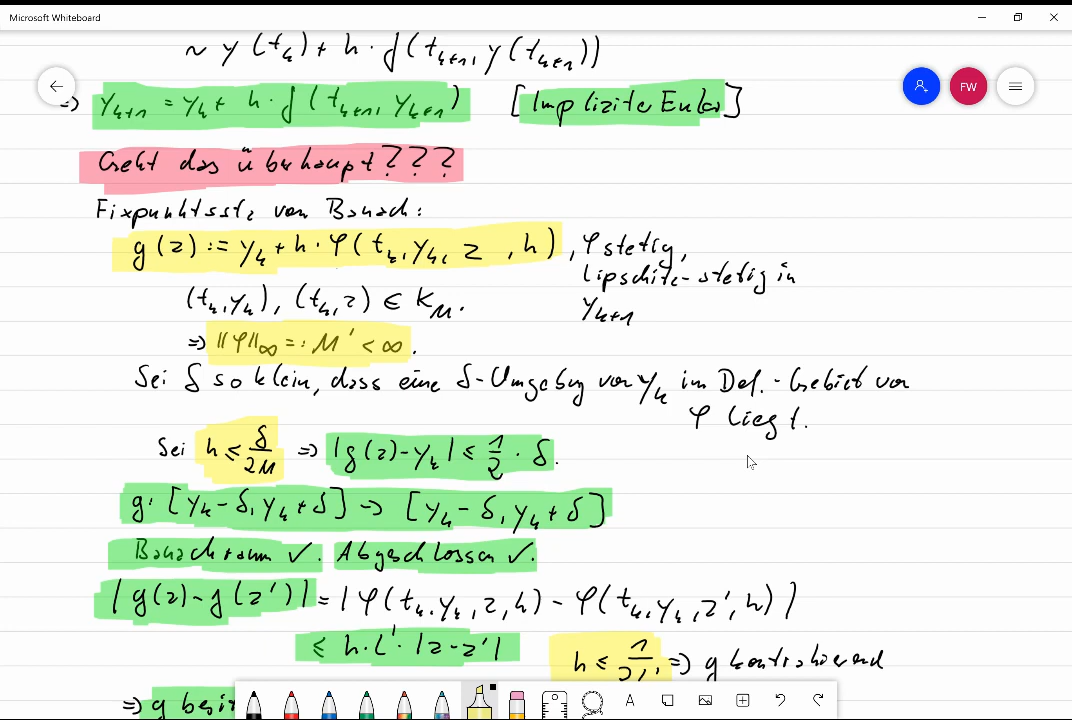 Microsoft Whiteboard
~ y(t_k) + h · f(t_{k+1}, y(t_{k+1}))
⇒ y_{k+1} = y_k + h · f(t_{k+1}, y_{k+1}) [Implizite Euler]
FW
Geht das überhaupt???
Fixpunktssatz von Banach:
g(z) := y_k + h · φ(t_k, y_k, z, h), φ stetig,
Lipschitz-stetig in
(t_k, y_k), (t_k, z) ∈ K_M. y_{k+1}
⇒ ||φ||_∞ =: M' < ∞.
Sei δ so klein, dass eine δ-Umgebung von y_k im Def.-Gebiet von
φ liegt.
Sei h ≤ δ/2M ⇒ |g(z) - y_k| ≤ 1/2 · δ.
g: [y_k - δ, y_k + δ] → [y_k - δ, y_k + δ]
Banachraum ✓. Abgeschlossen ✓.
|g(z) - g(z')| = |φ(t_k, y_k, z, h) - φ(t_k, y_k, z', h)|
≤ h · L' · |z - z'|
h ≤ 1/2L' ⇒ g kontrahierend
⇒ g